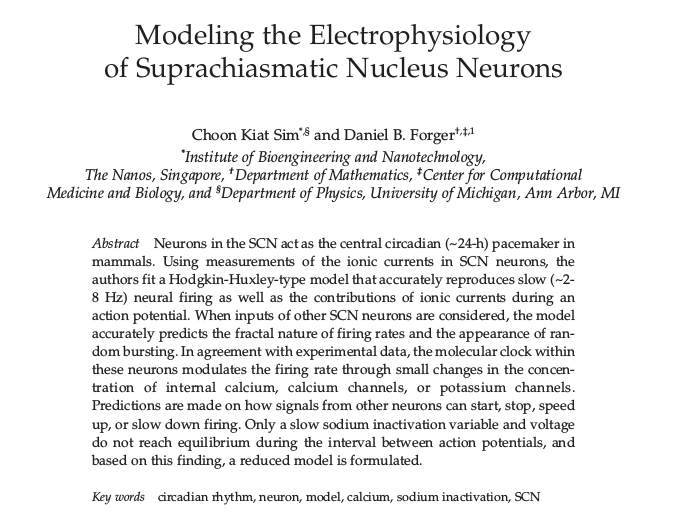 Modeling the Electrophysiology
of Suprachiasmatic Nucleus Neurons
Choon Kiat Sim*,§ and Daniel B. Forger†,‡,1
*Institute of Bioengineering and Nanotechnology,
The Nanos, Singapore, †Department of Mathematics, ‡Center for Computational
Medicine and Biology, and §Department of Physics, University of Michigan, Ann Arbor, MI
Abstract Neurons in the SCN act as the central circadian (~24-h) pacemaker in
mammals. Using measurements of the ionic currents in SCN neurons, the
authors fit a Hodgkin-Huxley-type model that accurately reproduces slow (~2-
8 Hz) neural firing as well as the contributions of ionic currents during an
action potential. When inputs of other SCN neurons are considered, the model
accurately predicts the fractal nature of firing rates and the appearance of ran-
dom bursting. In agreement with experimental data, the molecular clock within
these neurons modulates the firing rate through small changes in the concen-
tration of internal calcium, calcium channels, or potassium channels.
Predictions are made on how signals from other neurons can start, stop, speed
up, or slow down firing. Only a slow sodium inactivation variable and voltage
do not reach equilibrium during the interval between action potentials, and
based on this finding, a reduced model is formulated.
Key words circadian rhythm, neuron, model, calcium, sodium inactivation, SCN